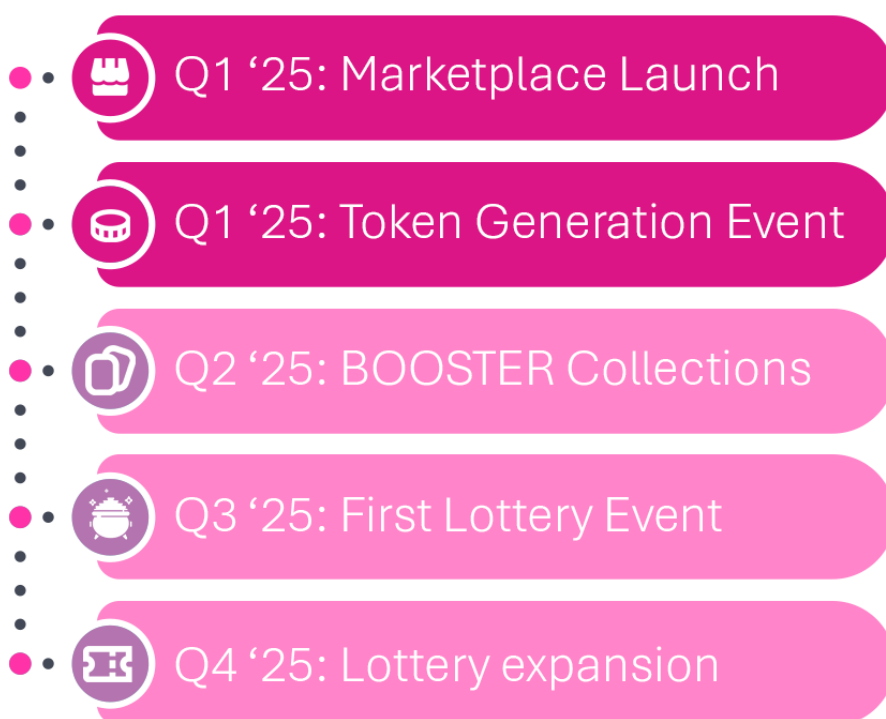 Q1 ‘25: Marketplace Launch
Q1 ‘25: Token Generation Event
Q2 ‘25: BOOSTER Collections
Q3 ‘25: First Lottery Event
Q4 ‘25: Lottery expansion